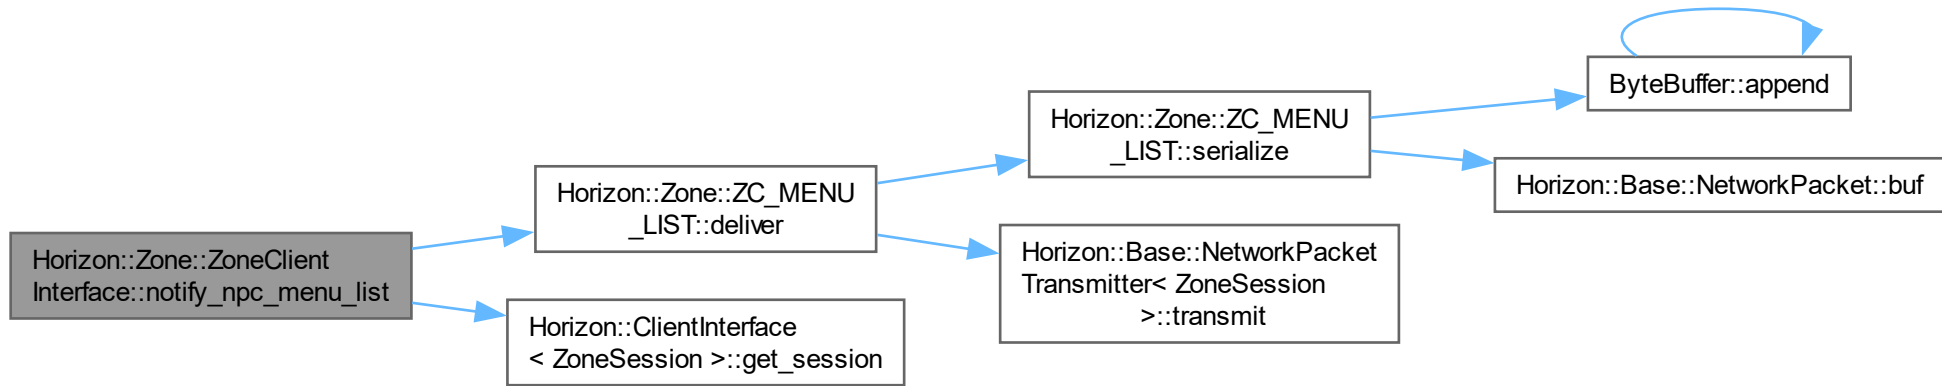 Horizon::Zone::ZoneClient
Interface::notify_npc_menu_list
Horizon::Zone::ZC_MENU
_LIST::deliver
Horizon::ClientInterface
< ZoneSession >::get_session
Horizon::Zone::ZC_MENU
_LIST::serialize
Horizon::Base::NetworkPacket
Transmitter< ZoneSession
>::transmit
ByteBuffer::append
Horizon::Base::NetworkPacket::buf